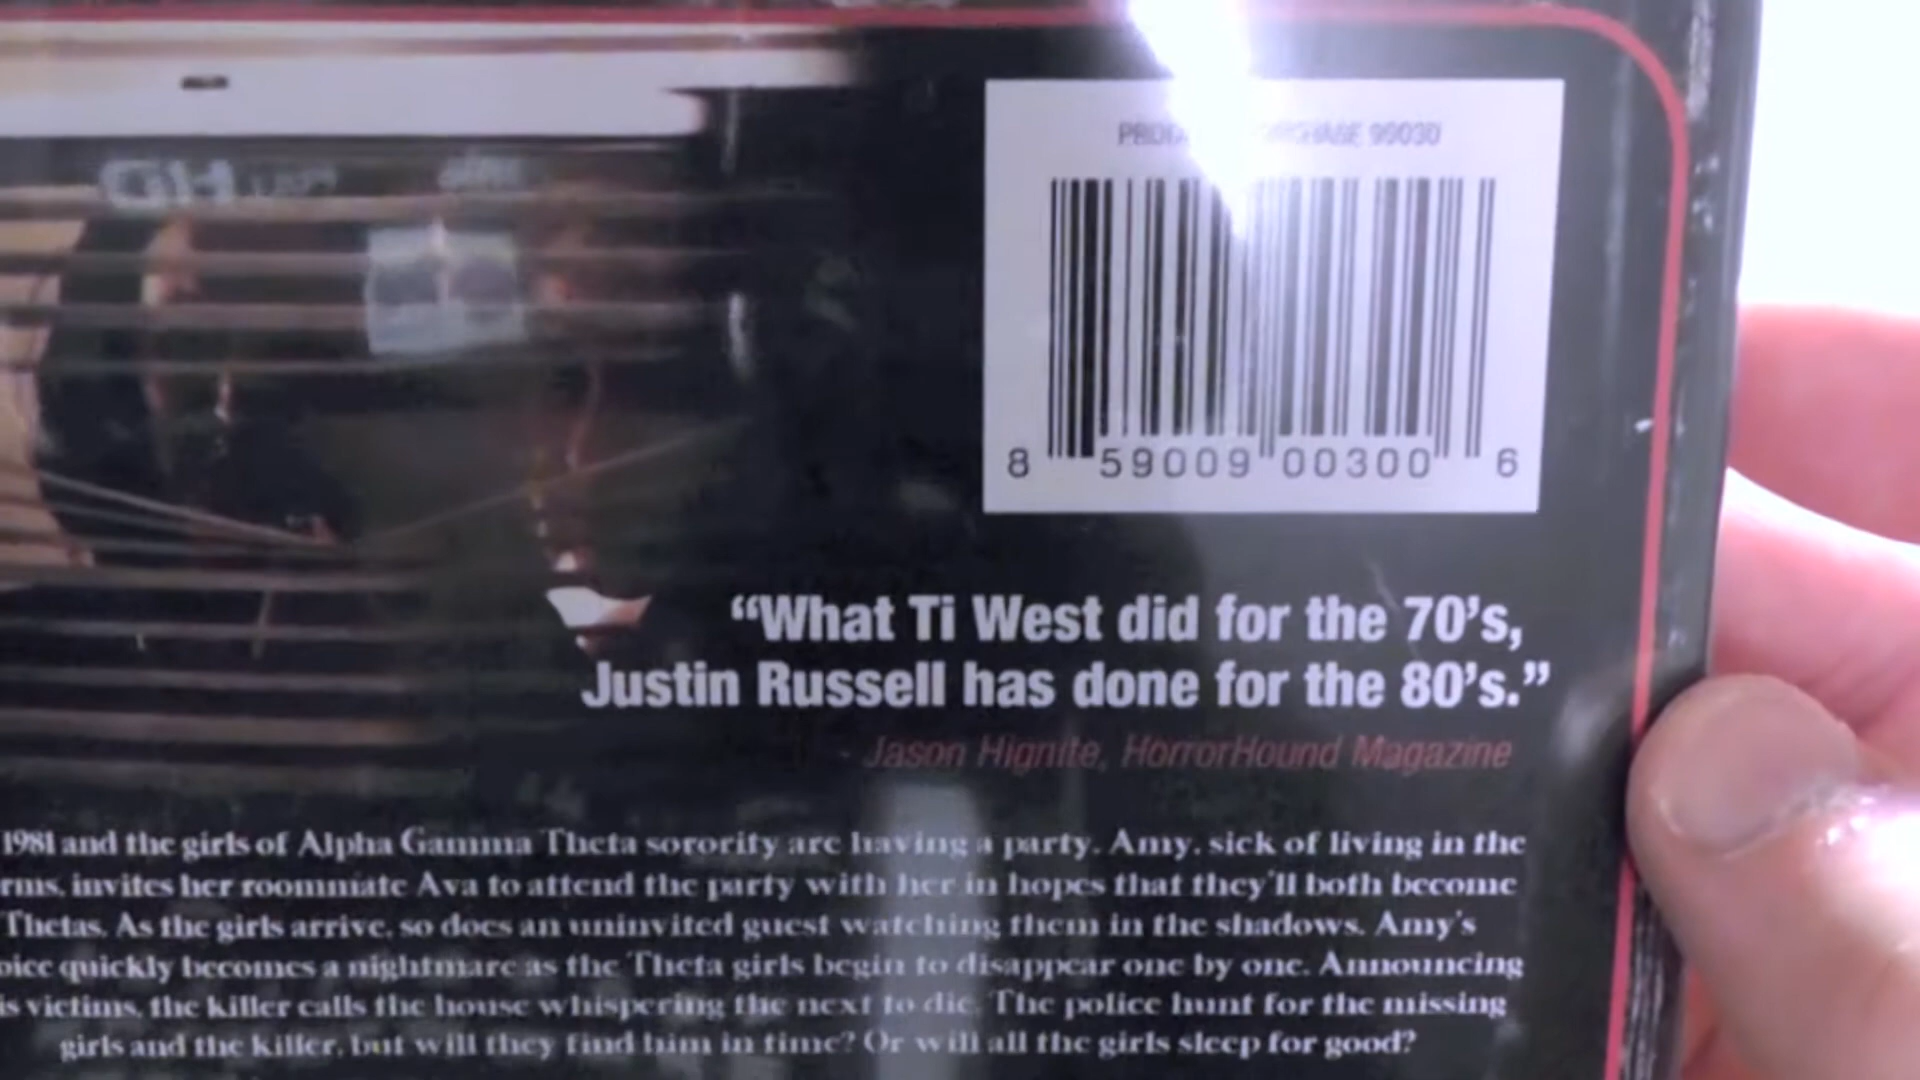 99030
8 59009 00300 6
“What Ti West did for the 70’s,
Justin Russell has done for the 80’s.”
Jason Hignite, HorrorHound Magazine
1981 and the girls of Alpha Gamma Theta sorority are having a party. Amy, sick of living in the
rms, invites her roommate Ava to attend the party with her in hopes that they'll both become
Thetas. As the girls arrive, so does an uninvited guest watching them in the shadows. Amy's
oice quickly becomes a nightmare as the Theta girls begin to disappear one by one. Announcing
is victims, the killer calls the house whispering the next to die. The police hunt for the missing
girls and the killer, but will they find him in time? Or will all the girls sleep for good?